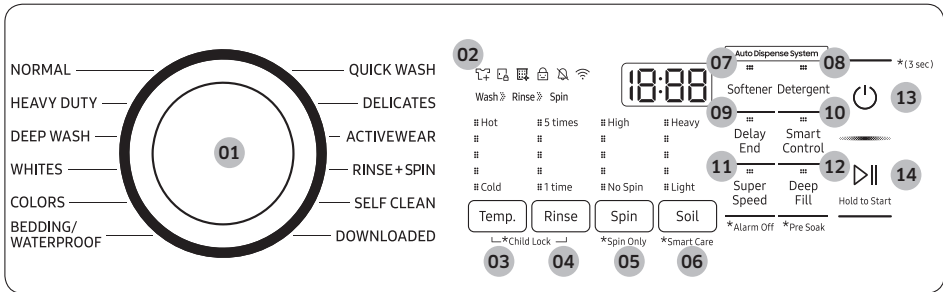 NORMAL
HEAVY DUTY
DEEP WASH
WHITES
COLORS
BEDDING/
WATERPROOF
01
QUICK WASH
DELICATES
ACTIVEWEAR
RINSE+SPIN
SELF CLEAN
DOWNLOADED
02
Wash Rinse Spin
18:88
Hot 5 times High Heavy
Cold 1 time No Spin Light
Temp. Rinse Spin Soil
*Child Lock *Spin Only *Smart Care
03 04 05 06
Auto Dispense System
07 08
Softener Detergent
09 10
Delay
End
Smart
Control
11 12
Super
Speed
Deep
Fill
*Alarm Off *Pre Soak
*(3 sec)
13
14
Hold to Start